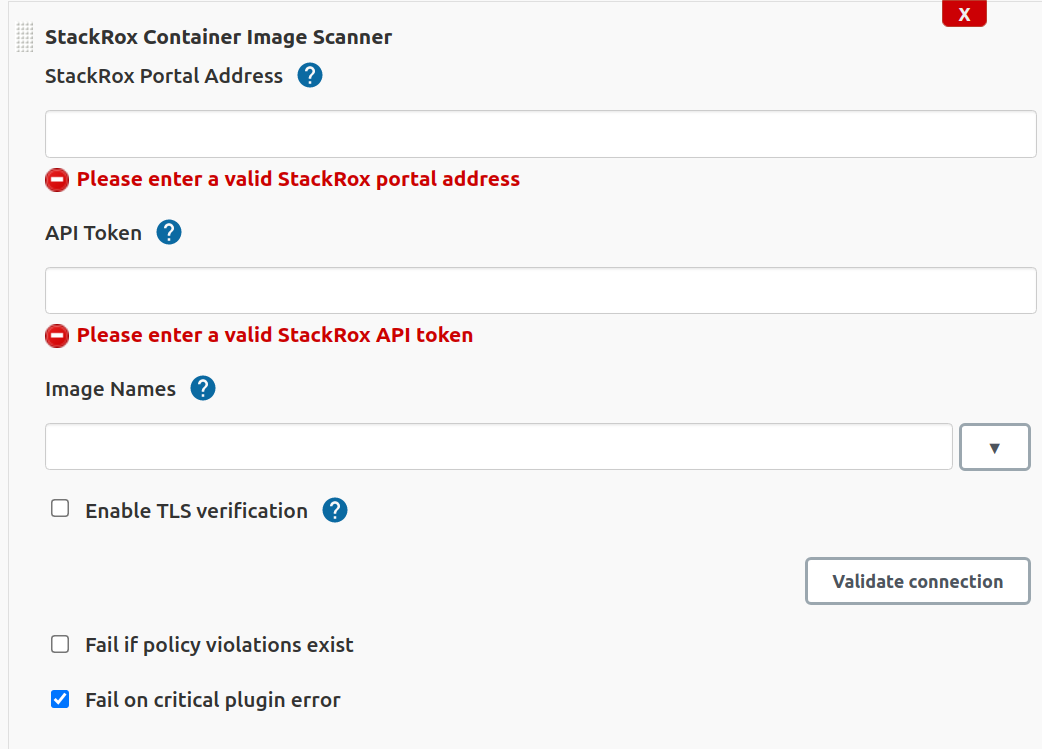 X
StackRox Container Image Scanner
StackRox Portal Address ?
Please enter a valid StackRox portal address
API Token ?
Please enter a valid StackRox API token
Image Names ?
Enable TLS verification ?
Validate connection
Fail if policy violations exist
Fail on critical plugin error